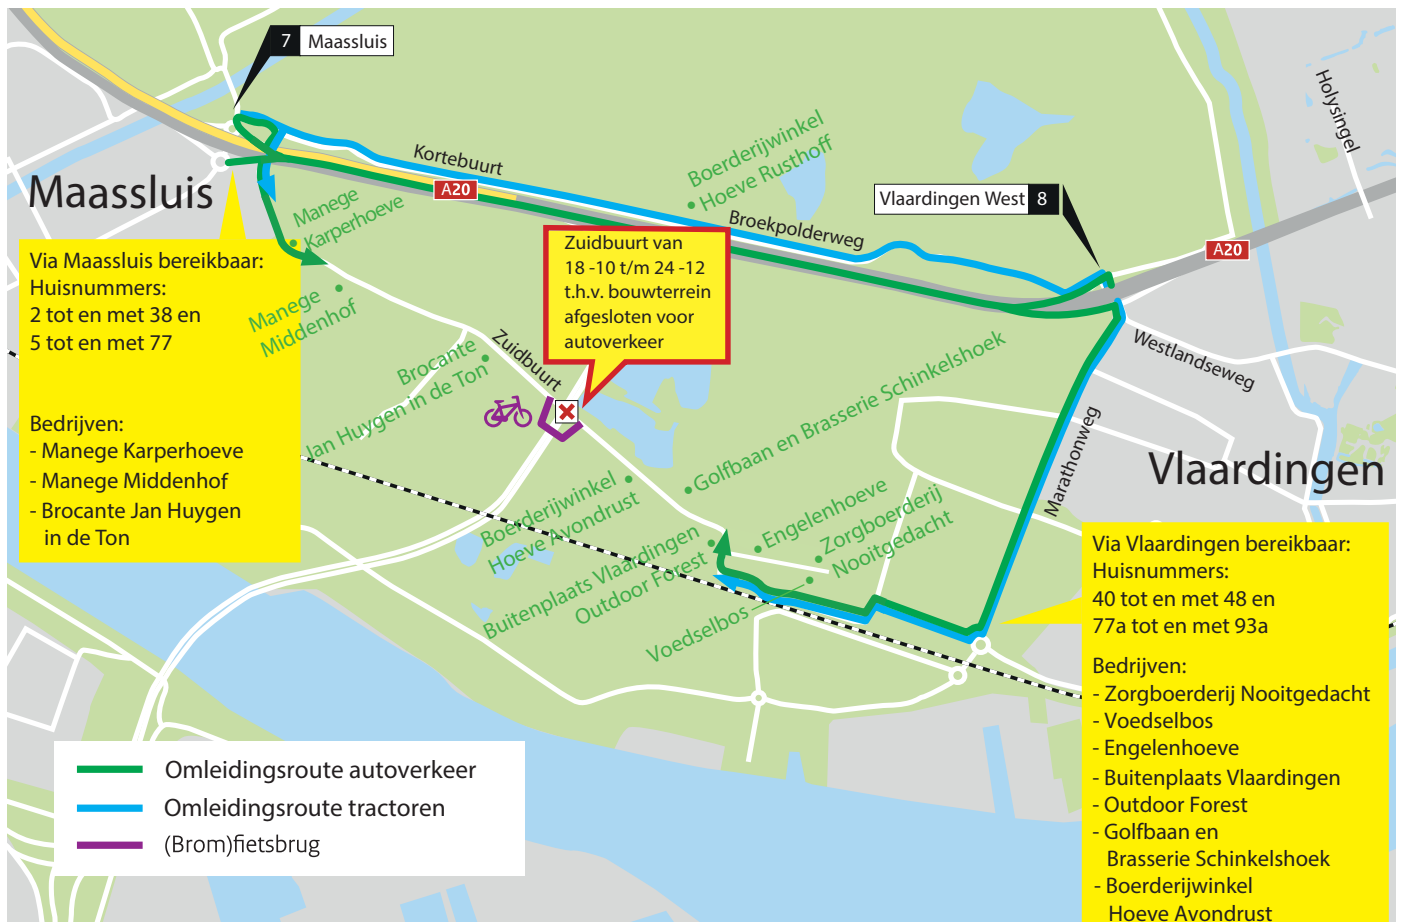 7 Maassluis
Holysingel
Boerderijwinkel
Hoeve Rusthoff
Kortebuurt
A20
Maassluis
Vlaardingen West 8
Manege
Karperhoeve
Broekpolderweg
A20
Via Maassluis bereikbaar:
Huisnummers:
2 tot en met 38 en
5 tot en met 77
Bedrijven:
- Manege Karperhoeve
- Manege Middenhof
- Brocante Jan Huygen
in de Ton
Zuidbuurt van
18 -10 t/m 24 -12
t.h.v. bouwterrein
afgesloten voor
autoverkeer
Manege
Middenhof
Zuidbuurt
Brocante
Jan Huygen in de Ton
Westlandseweg
Golfbaan en Brasserie Schinkelshoek
Marathonweg
Vlaardingen
Boerderijwinkel
Hoeve Avondrust
Engelenhoeve
Zorgboerderij
Nooitgedacht
Buitenplaats Vlaardingen
Outdoor Forest
Voedselbos
Via Vlaardingen bereikbaar:
Huisnummers:
40 tot en met 48 en
77a tot en met 93a
Bedrijven:
- Zorgboerderij Nooitgedacht
- Voedselbos
- Engelenhoeve
- Buitenplaats Vlaardingen
- Outdoor Forest
- Golfbaan en
Brasserie Schinkelshoek
- Boerderijwinkel
Hoeve Avondrust
Omleidingsroute autoverkeer
Omleidingsroute tractoren
(Brom)fietsbrug